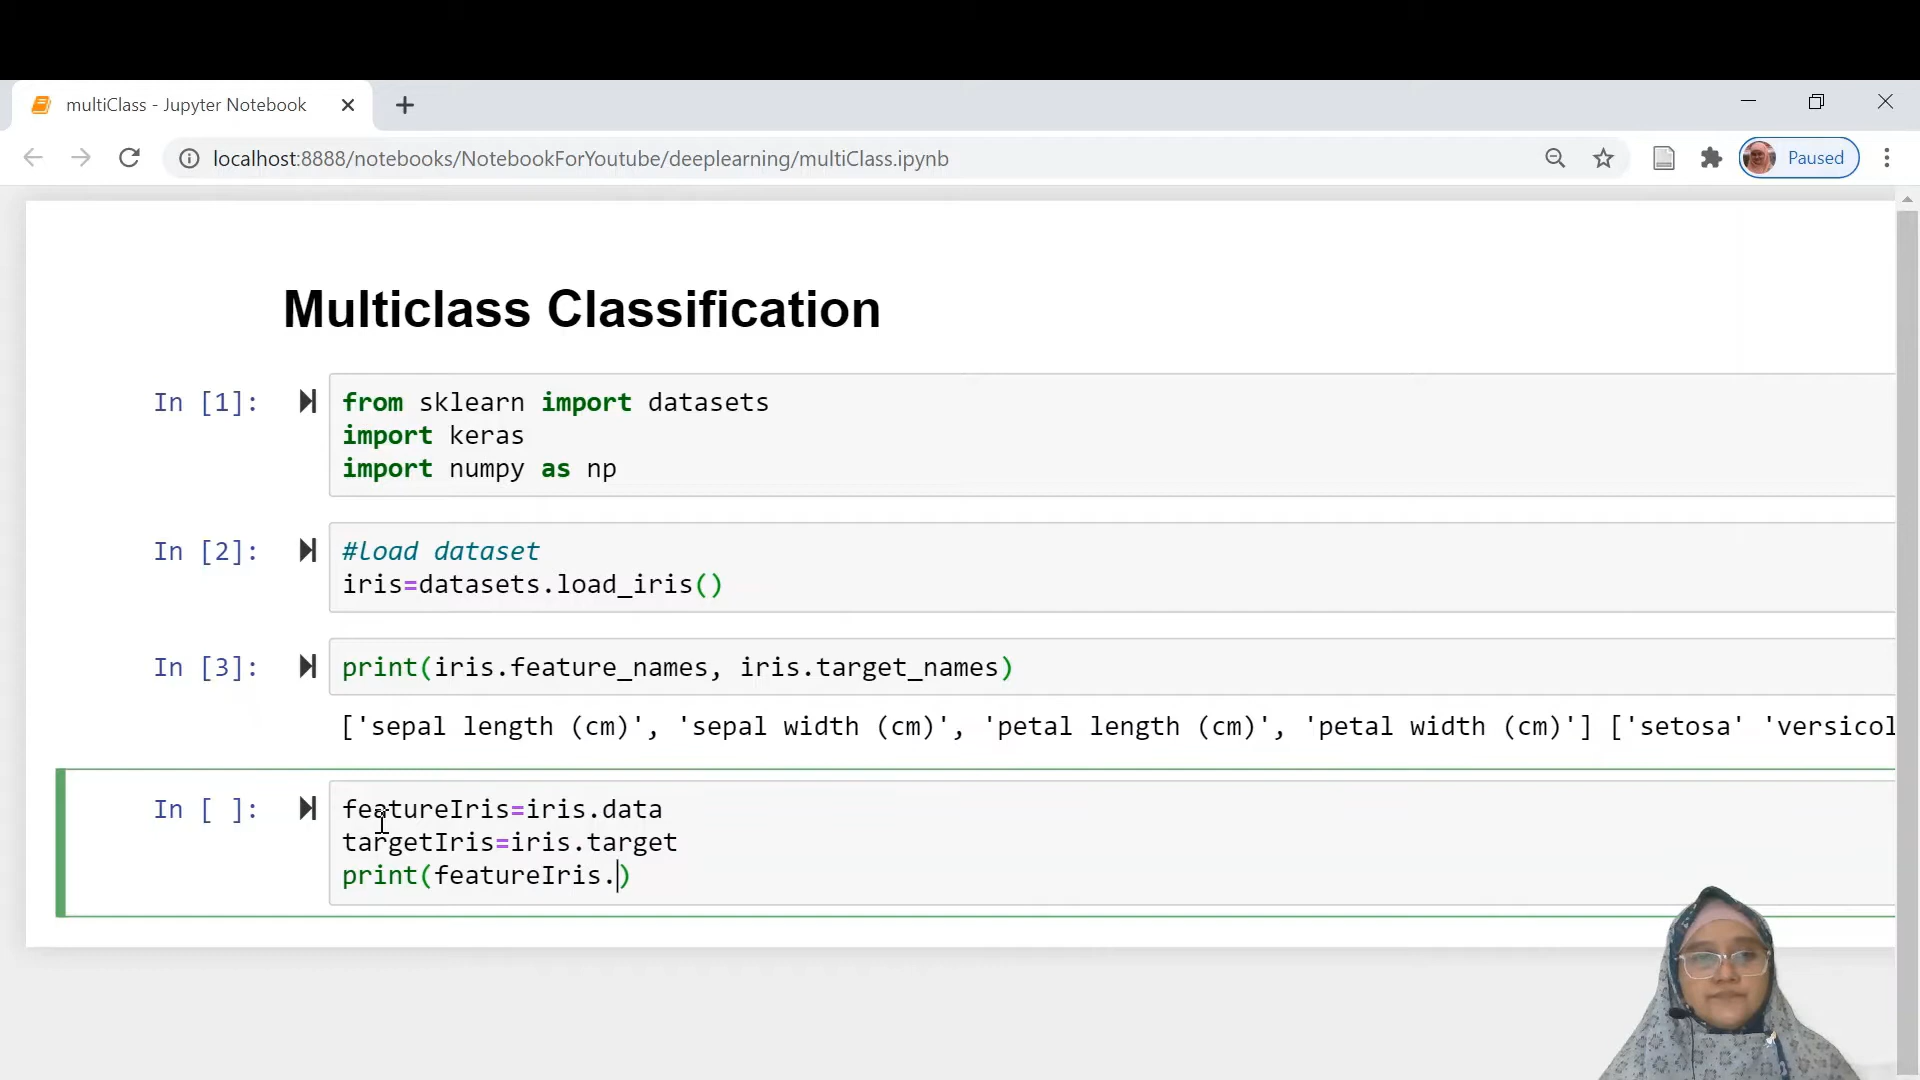 multiClass - Jupyter Notebook
localhost:8888/notebooks/NotebookForYoutube/deeplearning/multiClass.ipynb
Paused
Multiclass Classification
In [1]:
from sklearn import datasets
import keras
import numpy as np
In [2]:
#load dataset
iris=datasets.load_iris()
In [3]:
print(iris.feature_names, iris.target_names)
['sepal length (cm)', 'sepal width (cm)', 'petal length (cm)', 'petal width (cm)'] ['setosa' 'versicol
In [ ]:
featureIris=iris.data
targetIris=iris.target
print(featureIris.)